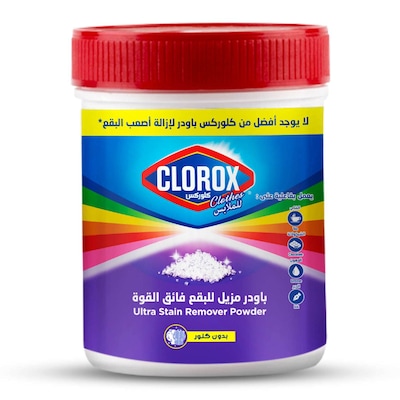 لا يوجد أفضل من كلوركس باودر لإزالة أصعب البقع*
CLOROX
كلوركس
Clothes
للملابس
يعمل بفاعلية على:
باودر مزيل للبقع فائق القوة
Ultra Stain Remover Powder
بدون كلور